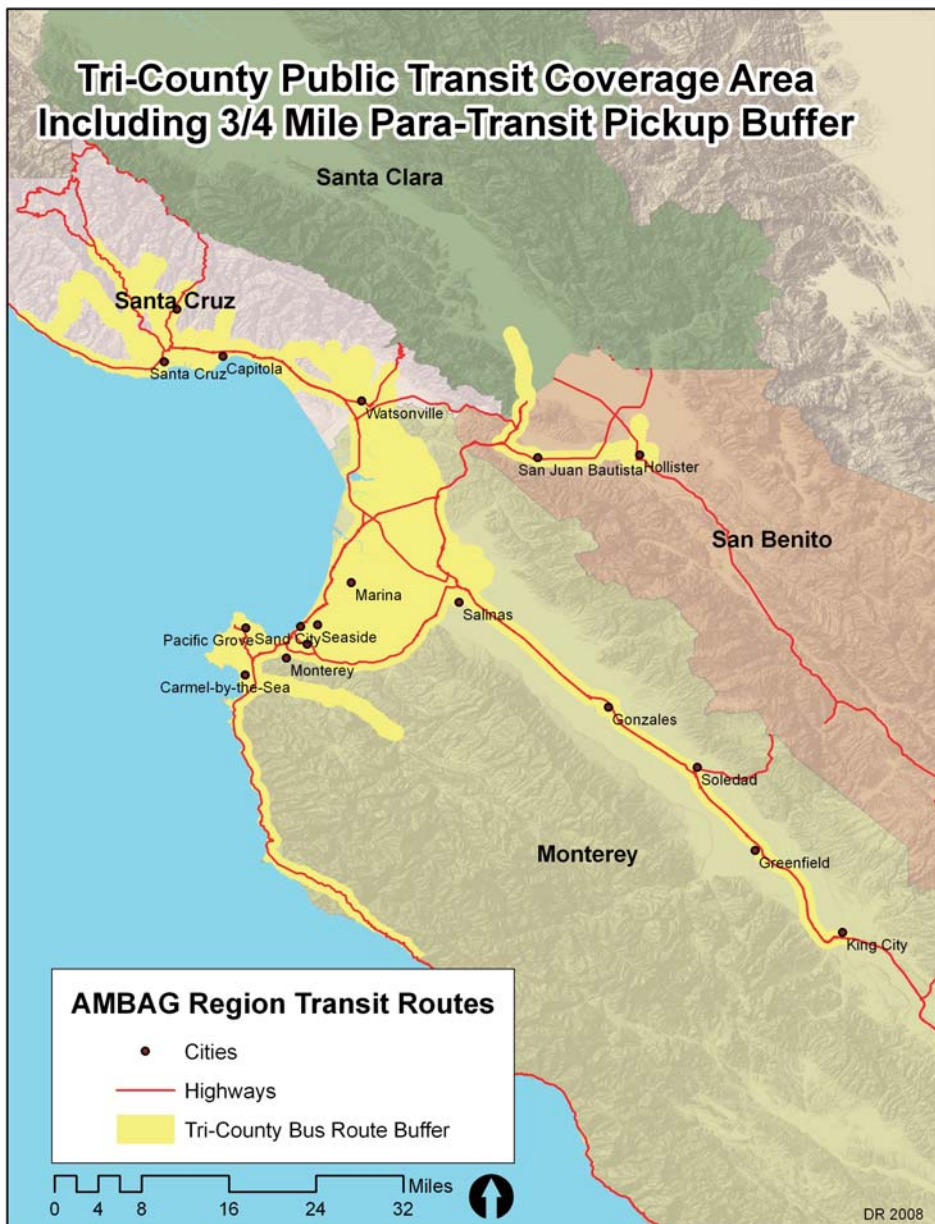 Tri-County Public Transit Coverage Area
Including 3/4 Mile Para-Transit Pickup Buffer
Santa Clara
Santa Cruz
Santa Cruz
Capitola
Watsonville
San Juan Bautista
Hollister
San Benito
Marina
Salinas
Pacific Grove
Sand City
Seaside
Monterey
Carmel-by-the-Sea
Gonzales
Soledad
Monterey
Greenfield
King City
AMBAG Region Transit Routes
Cities
Highways
Tri-County Bus Route Buffer
Miles
0 4 8 16 24 32
DR 2008